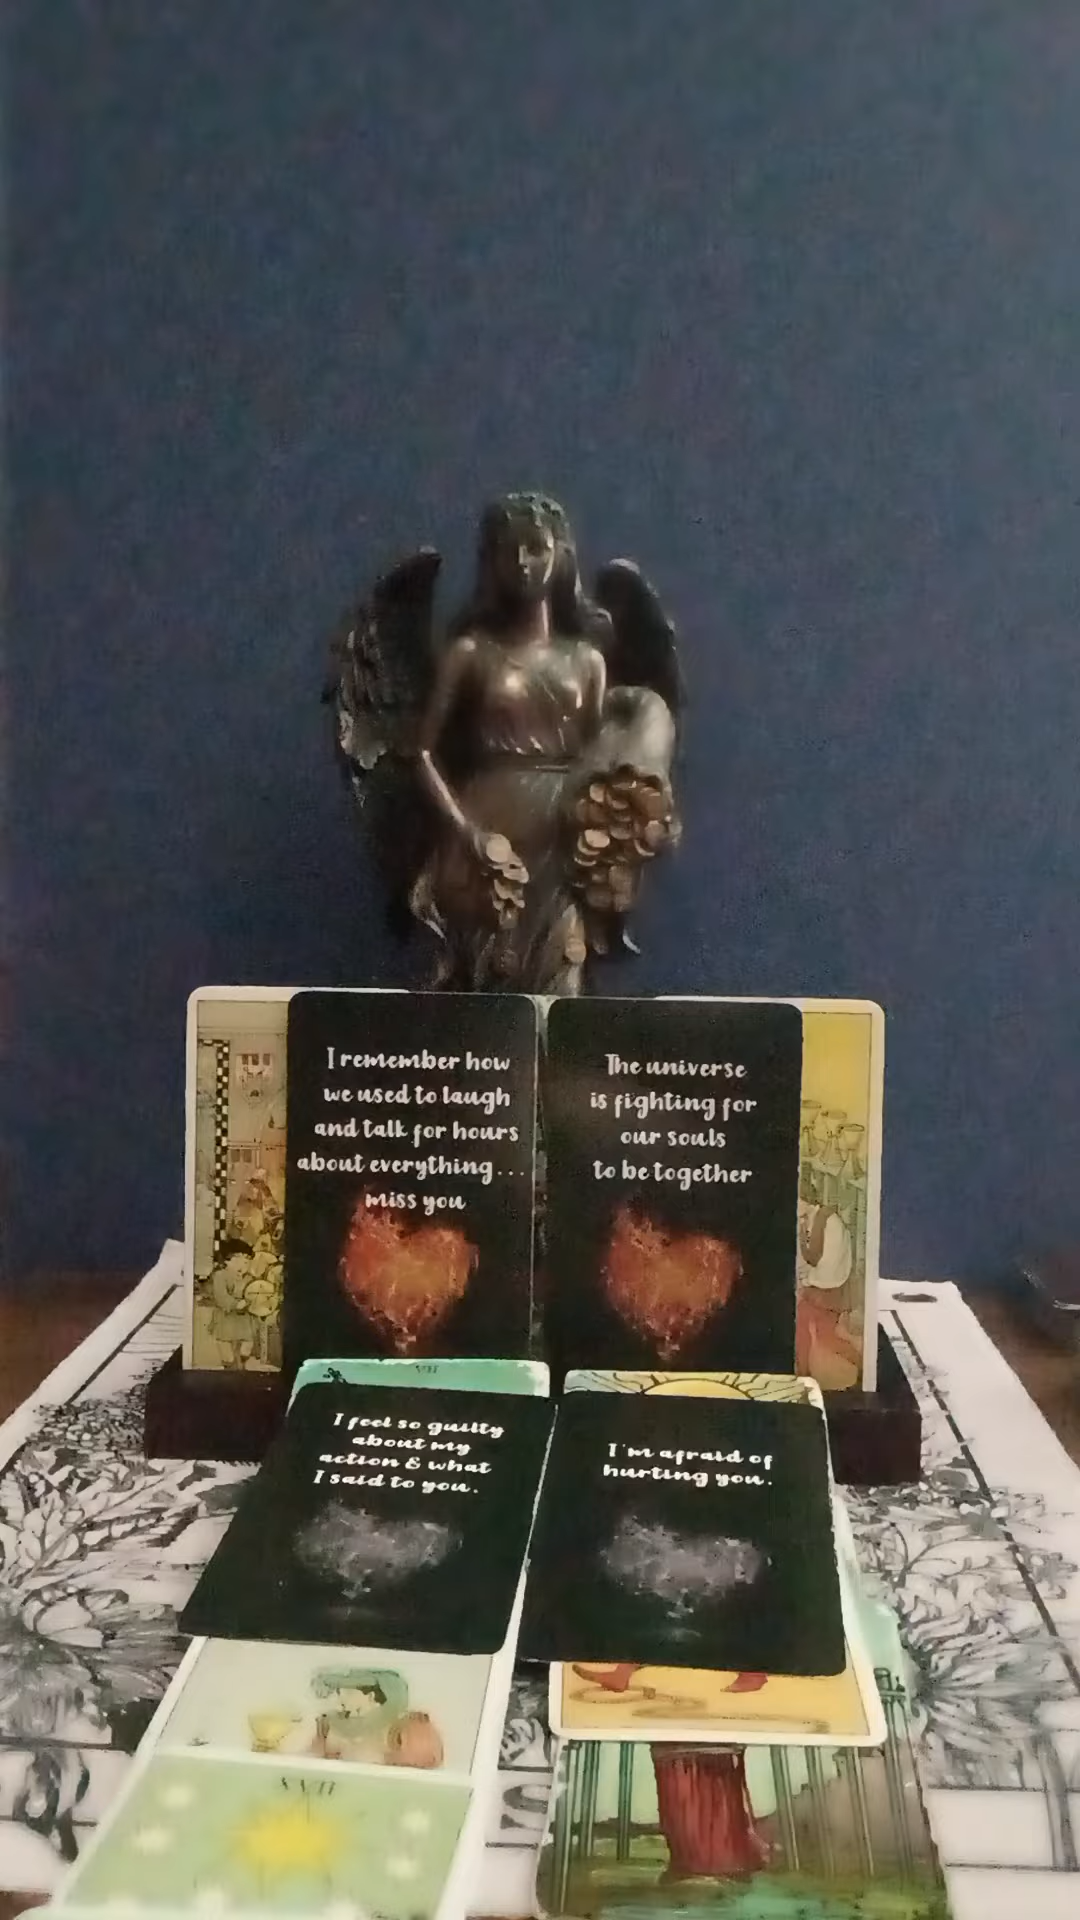 I remember how
we used to laugh
and talk for hours
about everything...
miss you
The universe
is fighting for
our souls
to be together
I feel so guilty
about my
action & what
I said to you.
I'm afraid of
hurting you.
XVII